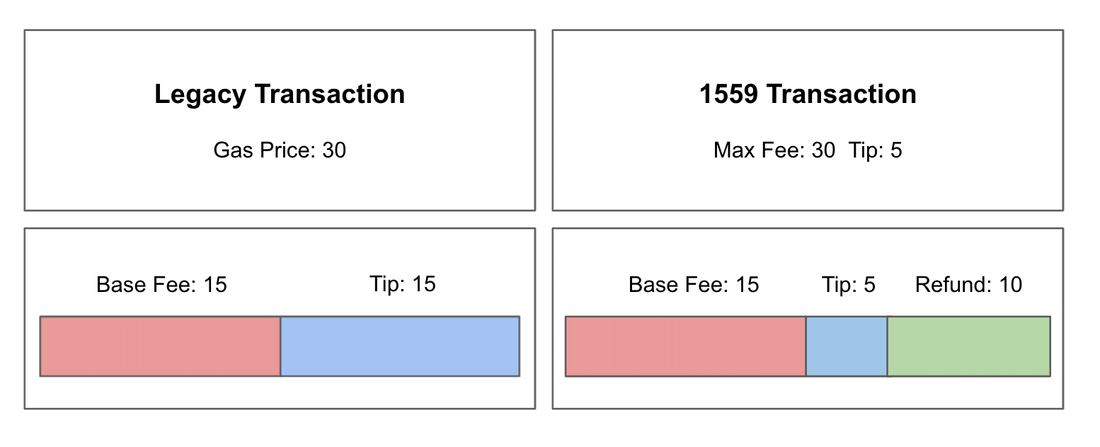 Legacy Transaction
Gas Price: 30
1559 Transaction
Max Fee: 30 Tip: 5
Base Fee: 15 Tip: 15
Base Fee: 15 Tip: 5 Refund: 10